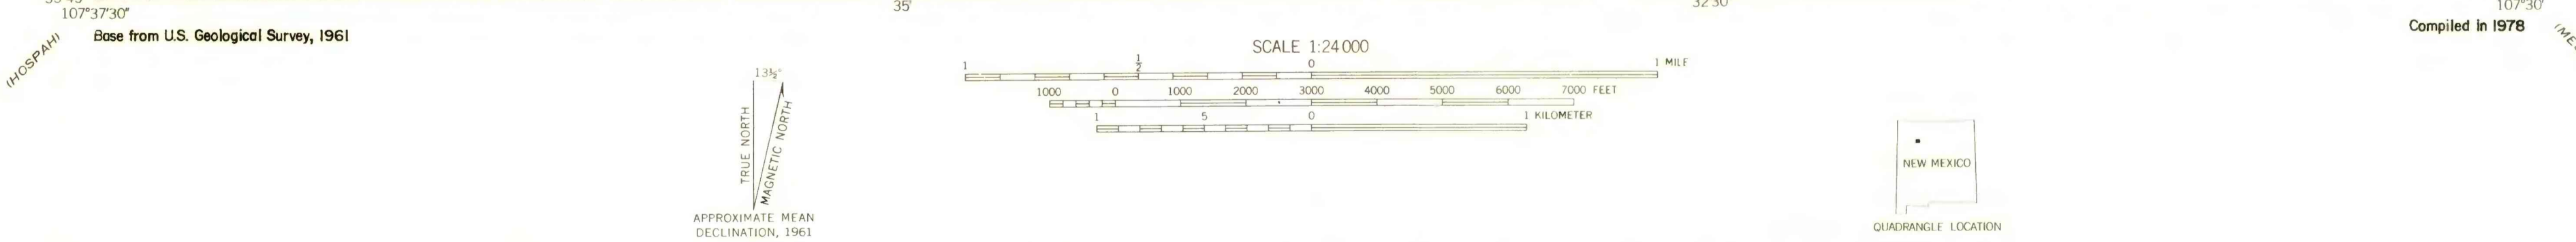 107°37'30" 35' 32'30" 107°30'
(HOSPAH) Base from U.S. Geological Survey, 1961 Compiled in 1978
SCALE 1:24 000
1 1/2 0 1 MILE
1000 0 1000 2000 3000 4000 5000 6000 7000 FEET
1 5 0 1 KILOMETER
13½°
TRUE NORTH
MAGNETIC NORTH
APPROXIMATE MEAN
DECLINATION, 1961
NEW MEXICO
QUADRANGLE LOCATION